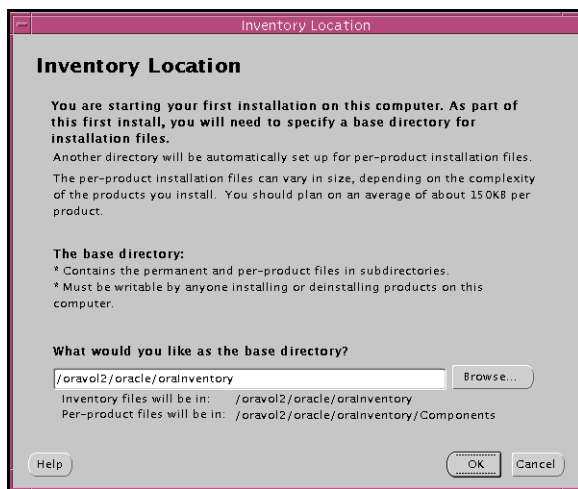 Inventory Location
Inventory Location
You are starting your first installation on this computer. As part of
this first install, you will need to specify a base directory for
installation files.
Another directory will be automatically set up for per-product installation files.
The per-product installation files can vary in size, depending on the complexity
of the products you install. You should plan on an average of about 150KB per
product.
The base directory:
* Contains the permanent and per-product files in subdirectories.
* Must be writable by anyone installing or deinstalling products on this
computer.
What would you like as the base directory?
/oravol2/oracle/oraInventory Browse...
Inventory files will be in: /oravol2/oracle/oraInventory
Per-product files will be in: /oravol2/oracle/oraInventory/Components
Help OK Cancel